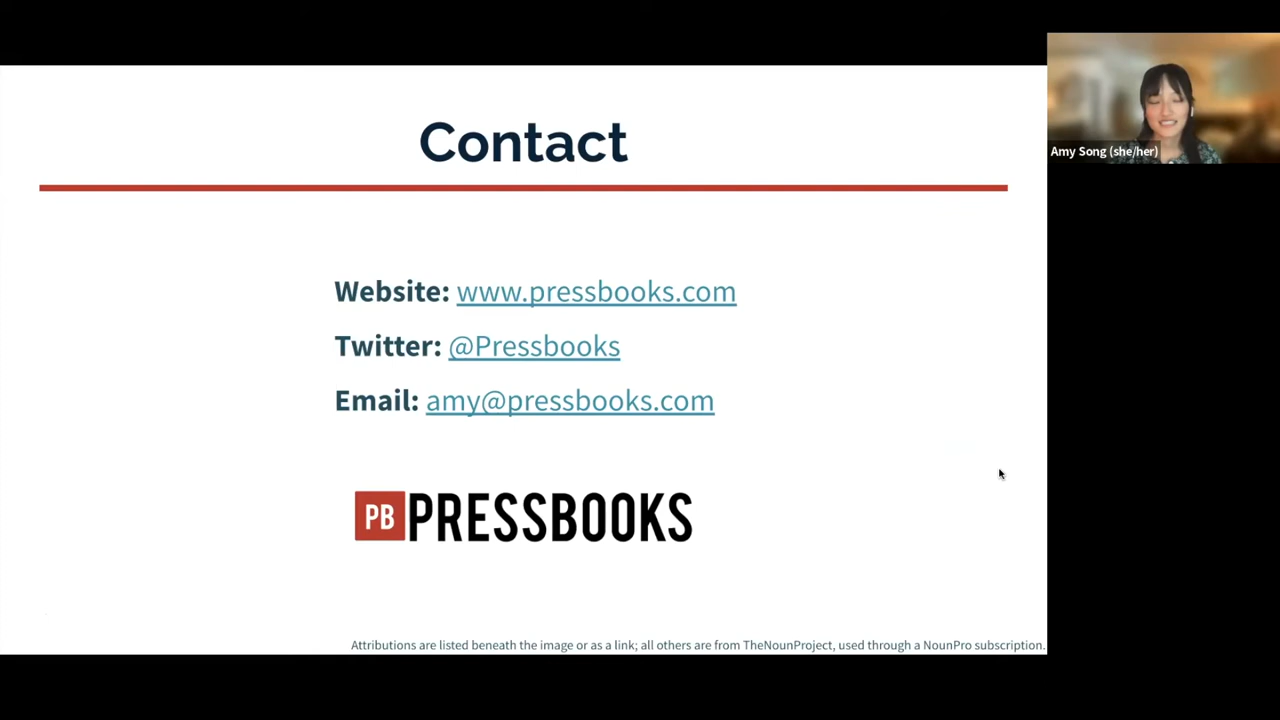 Contact
Website: www.pressbooks.com
Twitter: @Pressbooks
Email: amy@pressbooks.com
PB PRESSBOOKS
Attributions are listed beneath the image or as a link; all others are from TheNounProject, used through a NounPro subscription.
Amy Song (she/her)